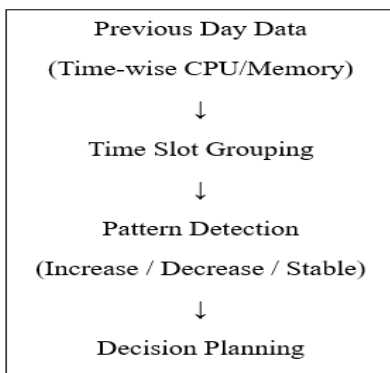 Previous Day Data
(Time-wise CPU/Memory)
↓
Time Slot Grouping
↓
Pattern Detection
(Increase / Decrease / Stable)
↓
Decision Planning